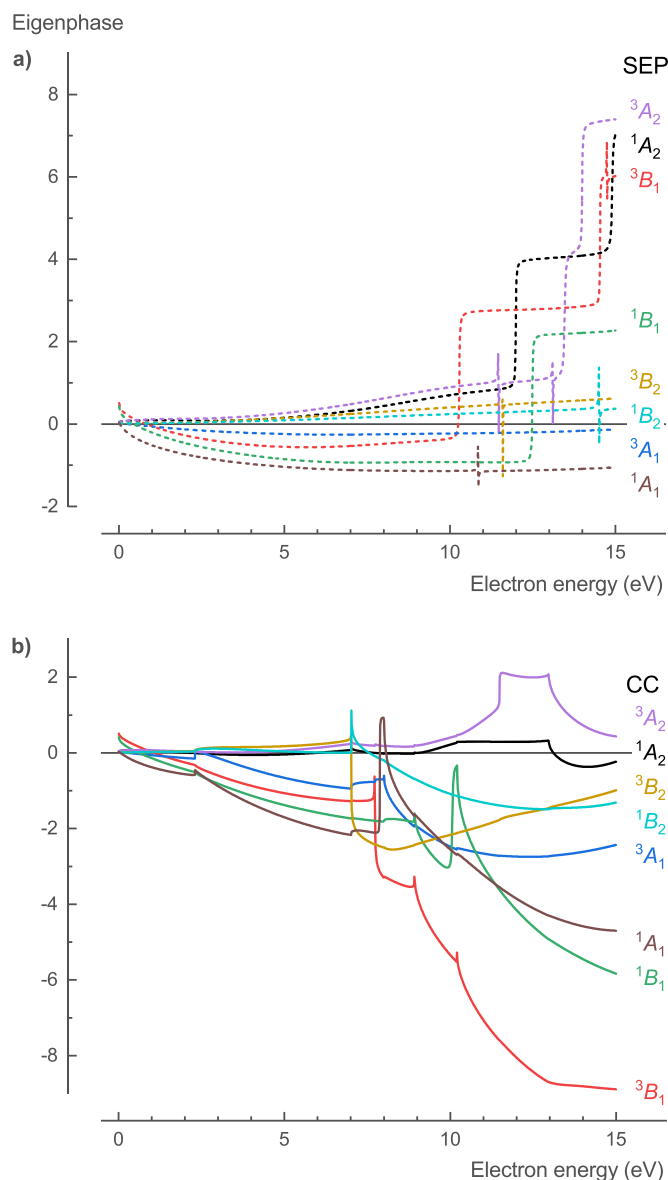 Eigenphase
a)
SEP
8
³A₂
¹A₂
6
³B₁
4
2
¹B₁
³B₂
0
¹B₂
³A₁
¹A₁
-2
0 5 10 15
Electron energy (eV)
b)
CC
2
³A₂
0
¹A₂
³B₂
-2
¹B₂
³A₁
-4
¹A₁
-6
¹B₁
-8
³B₁
0 5 10 15
Electron energy (eV)